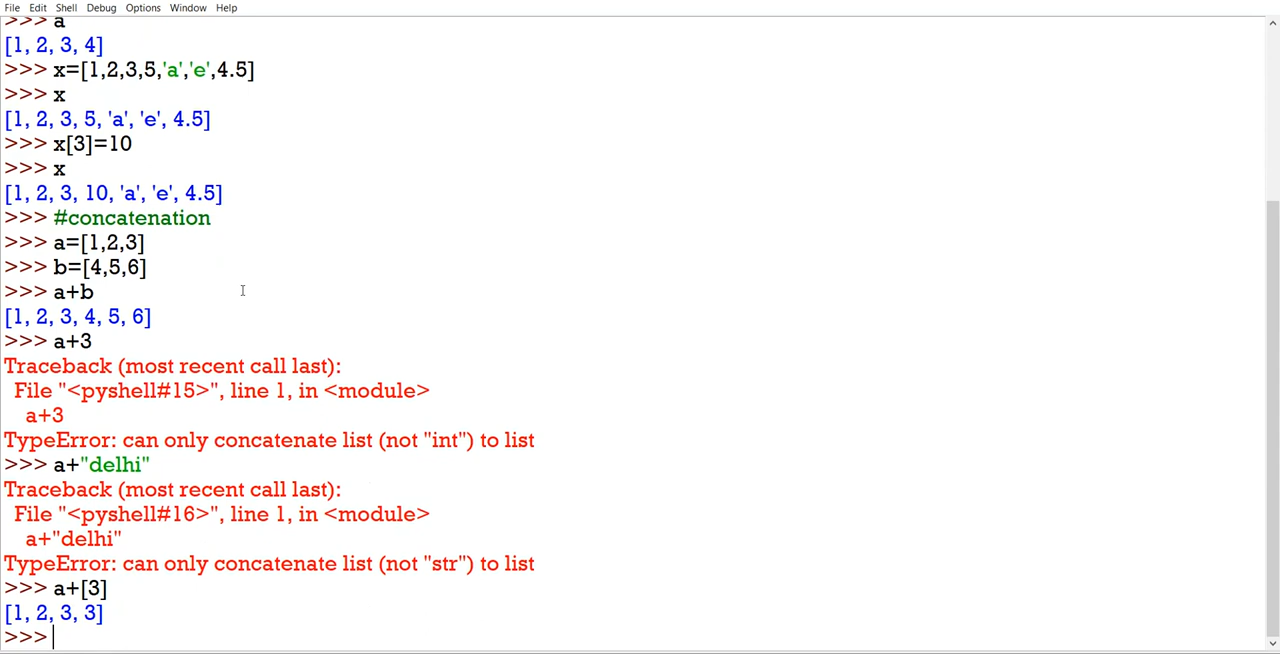 File Edit Shell Debug Options Window Help
>>> a
[1, 2, 3, 4]
>>> x=[1,2,3,5,'a','e',4.5]
>>> x
[1, 2, 3, 5, 'a', 'e', 4.5]
>>> x[3]=10
>>> x
[1, 2, 3, 10, 'a', 'e', 4.5]
>>> #concatenation
>>> a=[1,2,3]
>>> b=[4,5,6]
>>> a+b
[1, 2, 3, 4, 5, 6]
>>> a+3
Traceback (most recent call last):
  File "<pyshell#15>", line 1, in <module>
    a+3
TypeError: can only concatenate list (not "int") to list
>>> a+"delhi"
Traceback (most recent call last):
  File "<pyshell#16>", line 1, in <module>
    a+"delhi"
TypeError: can only concatenate list (not "str") to list
>>> a+[3]
[1, 2, 3, 3]
>>>